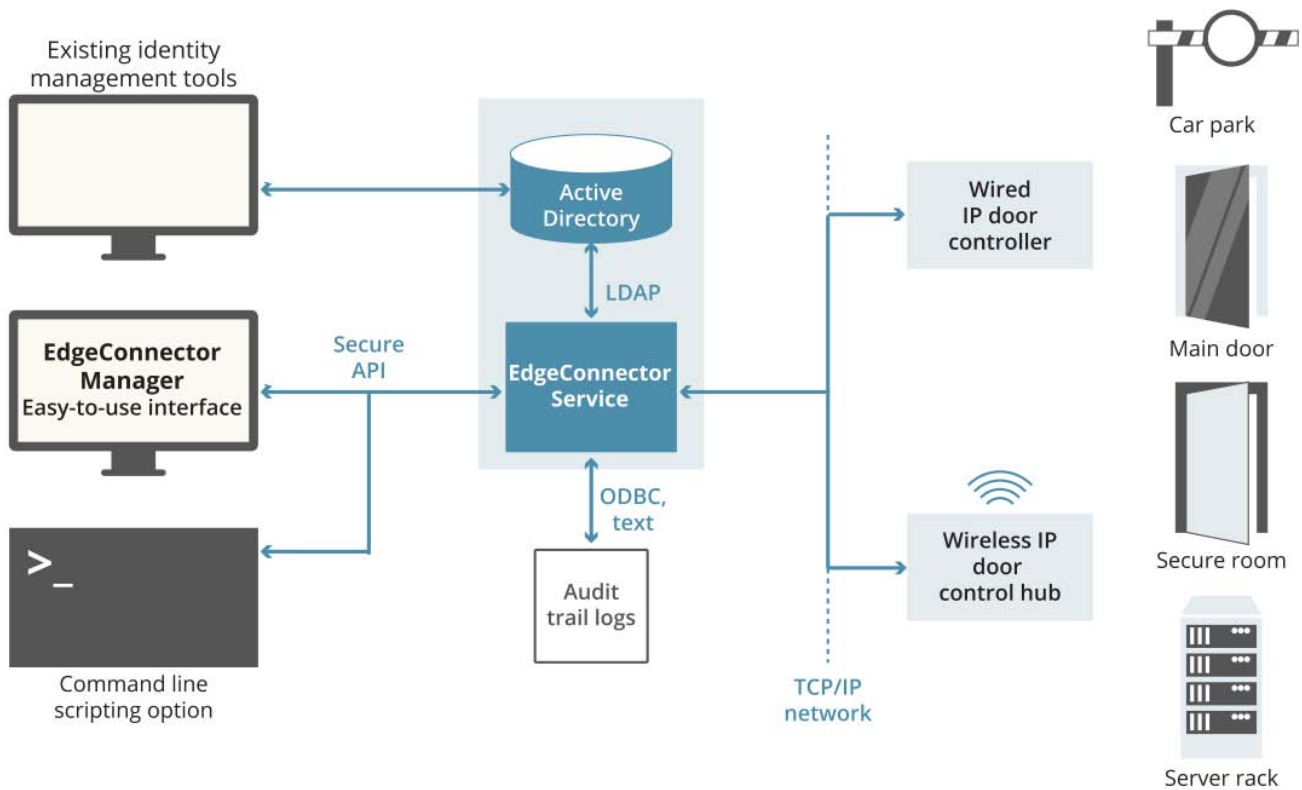 Existing identity
management tools
EdgeConnector
Manager
Easy-to-use interface
>_
Command line
scripting option
Secure
API
Active
Directory
LDAP
EdgeConnector
Service
ODBC,
text
Audit
trail logs
TCP/IP
network
Wired
IP door
controller
Wireless IP
door
control hub
Car park
Main door
Secure room
Server rack